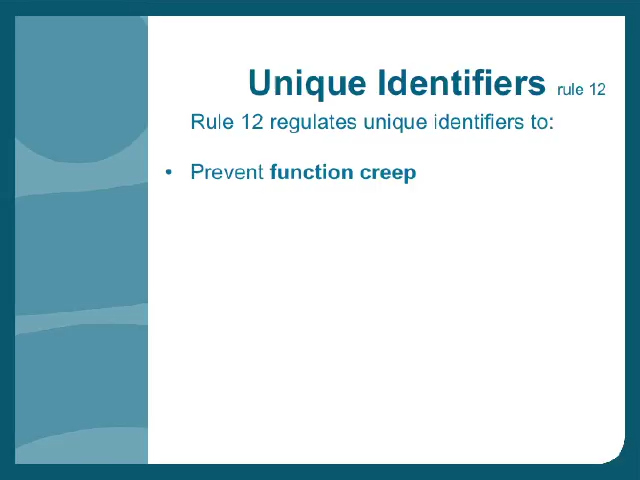 Unique Identifiers rule 12
Rule 12 regulates unique identifiers to:
• Prevent function creep